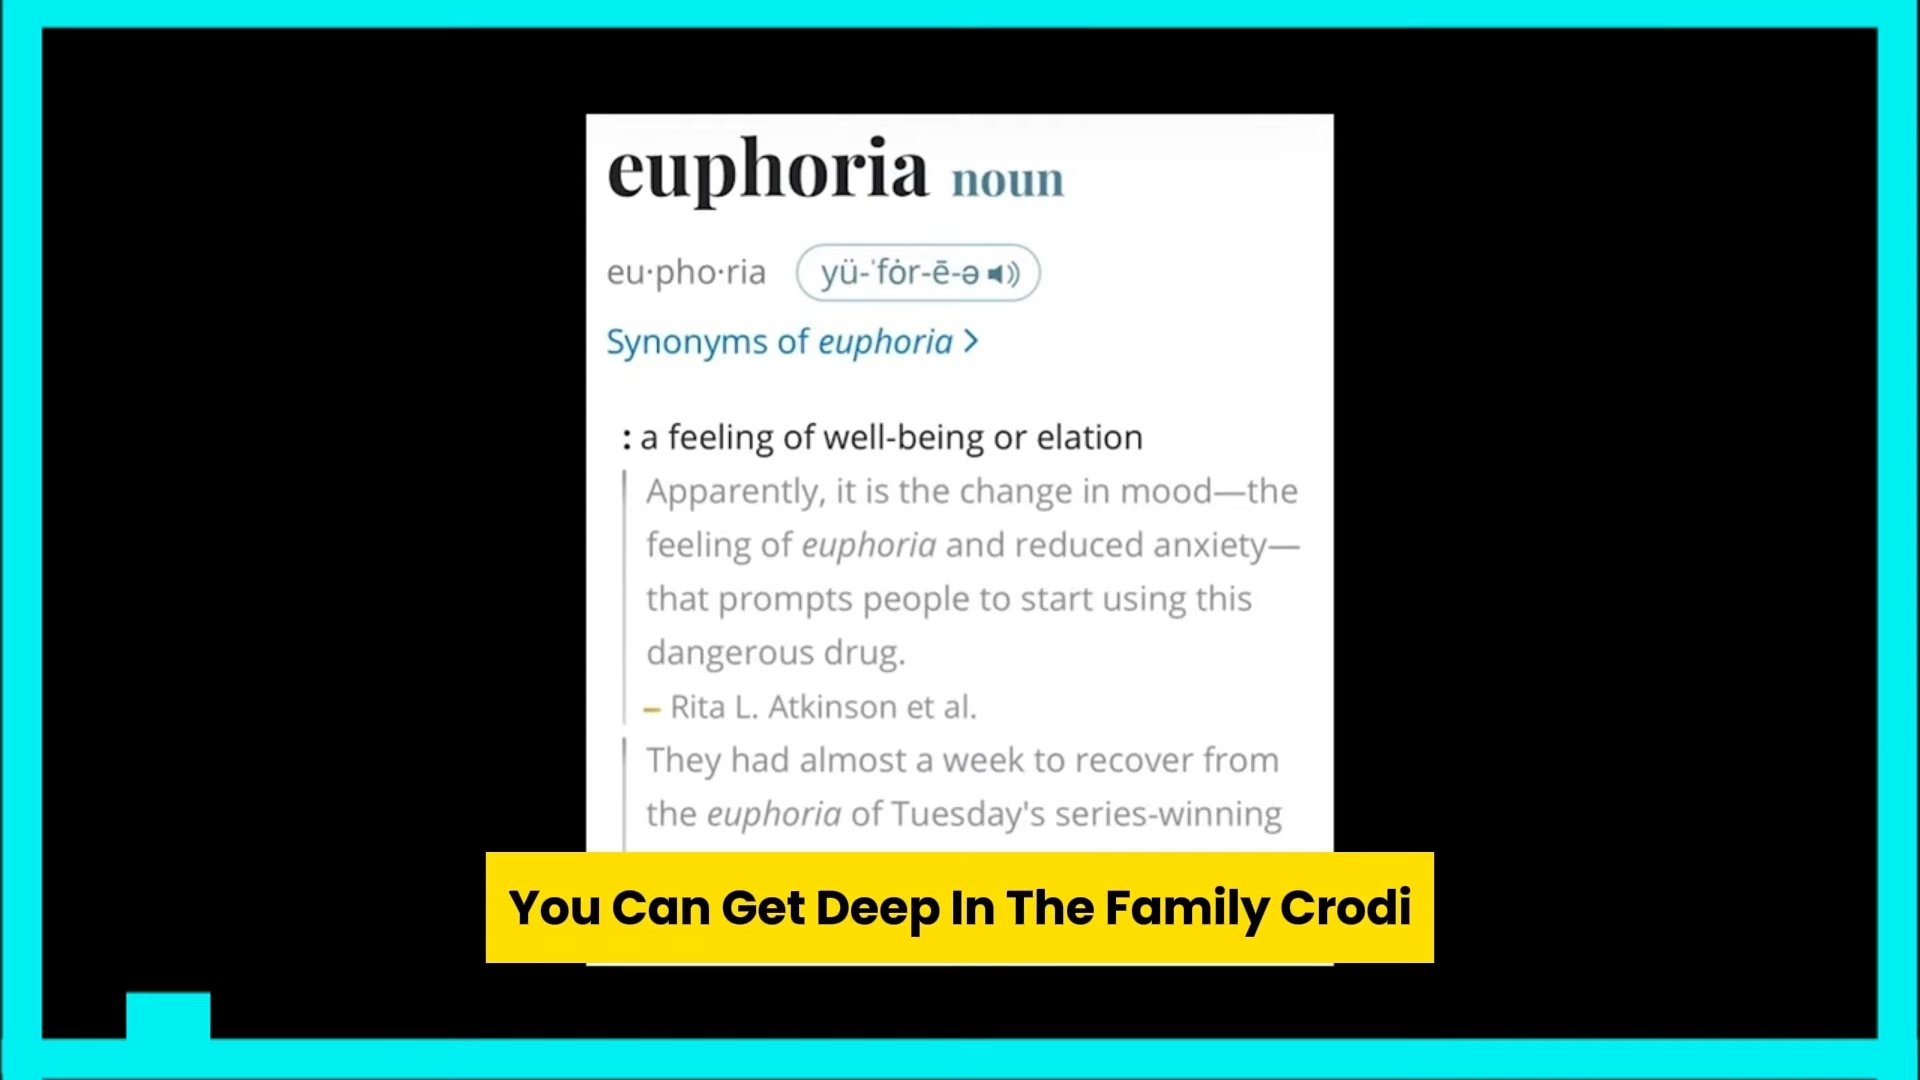 euphoria noun
eu·pho·ria yü-ˈfȯr-ē-ə
Synonyms of euphoria >
: a feeling of well-being or elation
Apparently, it is the change in mood—the
feeling of euphoria and reduced anxiety—
that prompts people to start using this
dangerous drug.
– Rita L. Atkinson et al.
They had almost a week to recover from
the euphoria of Tuesday's series-winning
You Can Get Deep In The Family Crodi